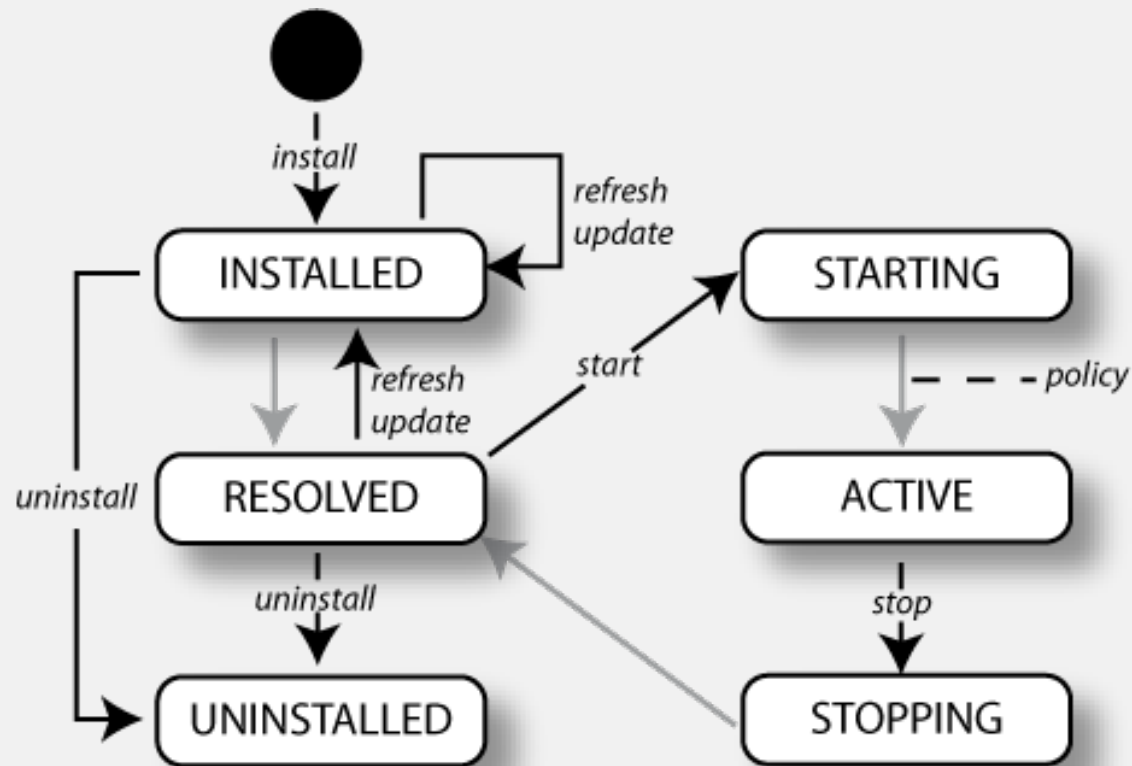 install
refresh
update
INSTALLED
STARTING
refresh
update
start
policy
RESOLVED
ACTIVE
uninstall
uninstall
stop
UNINSTALLED
STOPPING